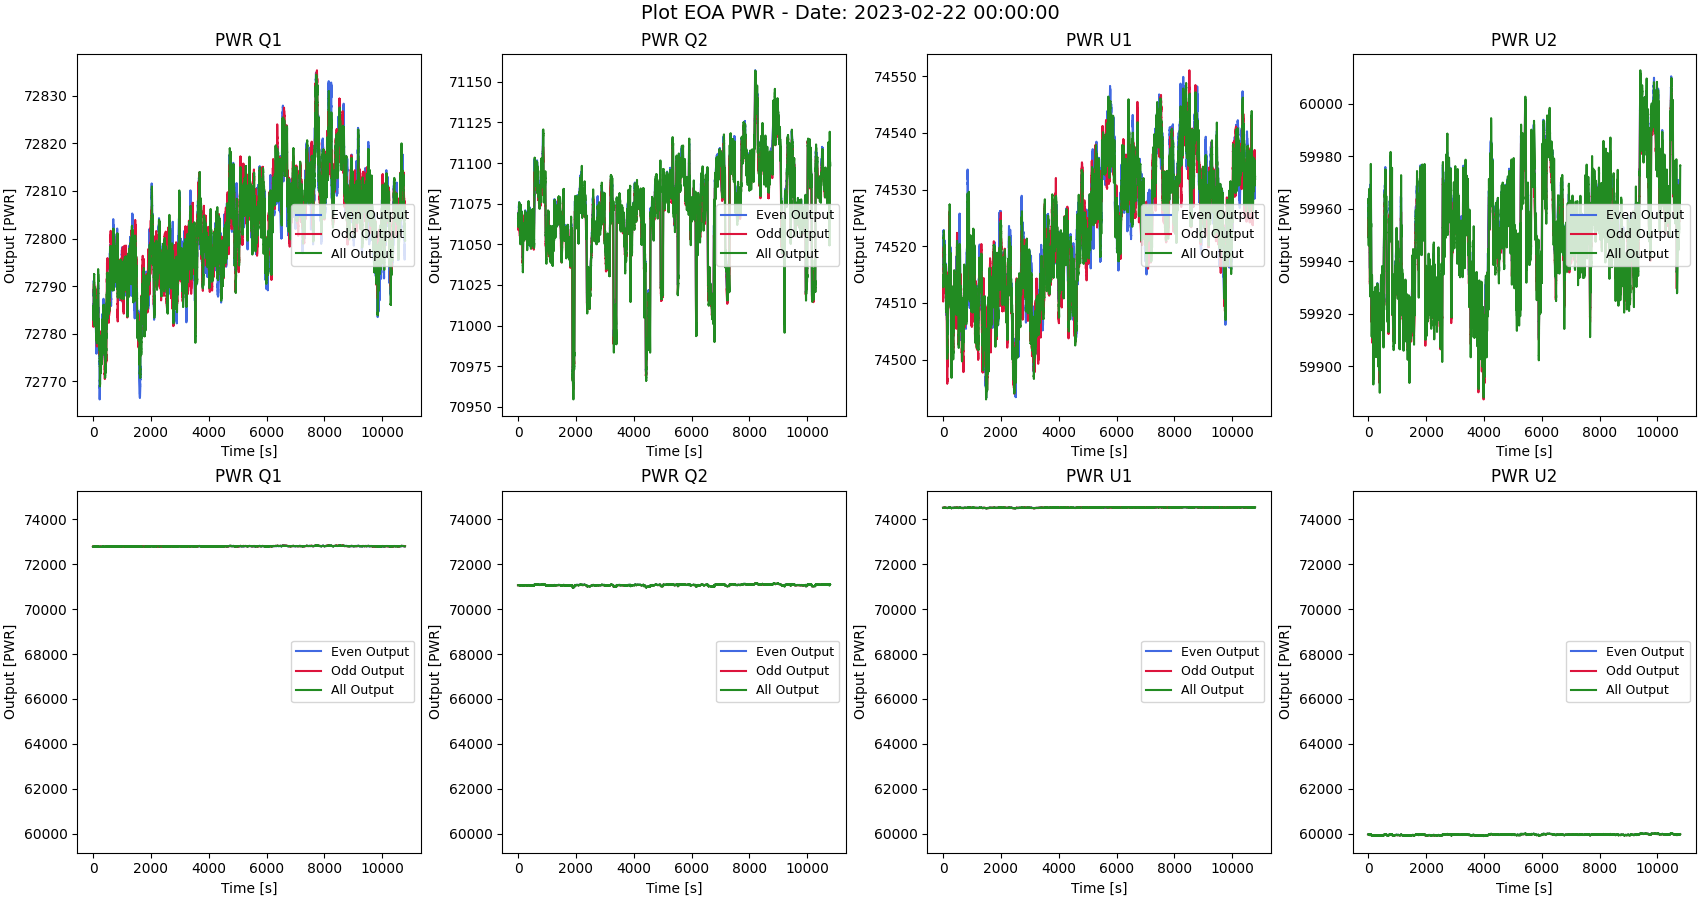 Plot EOA PWR - Date: 2023-02-22 00:00:00
PWR Q1
Output [PWR]
72830
72820
72810
72800
72790
72780
72770
0 2000 4000 6000 8000 10000
Time [s]
Even Output
Odd Output
All Output
PWR Q2
Output [PWR]
71150
71125
71100
71075
71050
71025
71000
70975
70950
0 2000 4000 6000 8000 10000
Time [s]
Even Output
Odd Output
All Output
PWR U1
Output [PWR]
74550
74540
74530
74520
74510
74500
0 2000 4000 6000 8000 10000
Time [s]
Even Output
Odd Output
All Output
PWR U2
Output [PWR]
60000
59980
59960
59940
59920
59900
0 2000 4000 6000 8000 10000
Time [s]
Even Output
Odd Output
All Output
PWR Q1
Output [PWR]
74000
72000
70000
68000
66000
64000
62000
60000
0 2000 4000 6000 8000 10000
Time [s]
Even Output
Odd Output
All Output
PWR Q2
Output [PWR]
74000
72000
70000
68000
66000
64000
62000
60000
0 2000 4000 6000 8000 10000
Time [s]
Even Output
Odd Output
All Output
PWR U1
Output [PWR]
74000
72000
70000
68000
66000
64000
62000
60000
0 2000 4000 6000 8000 10000
Time [s]
Even Output
Odd Output
All Output
PWR U2
Output [PWR]
74000
72000
70000
68000
66000
64000
62000
60000
0 2000 4000 6000 8000 10000
Time [s]
Even Output
Odd Output
All Output